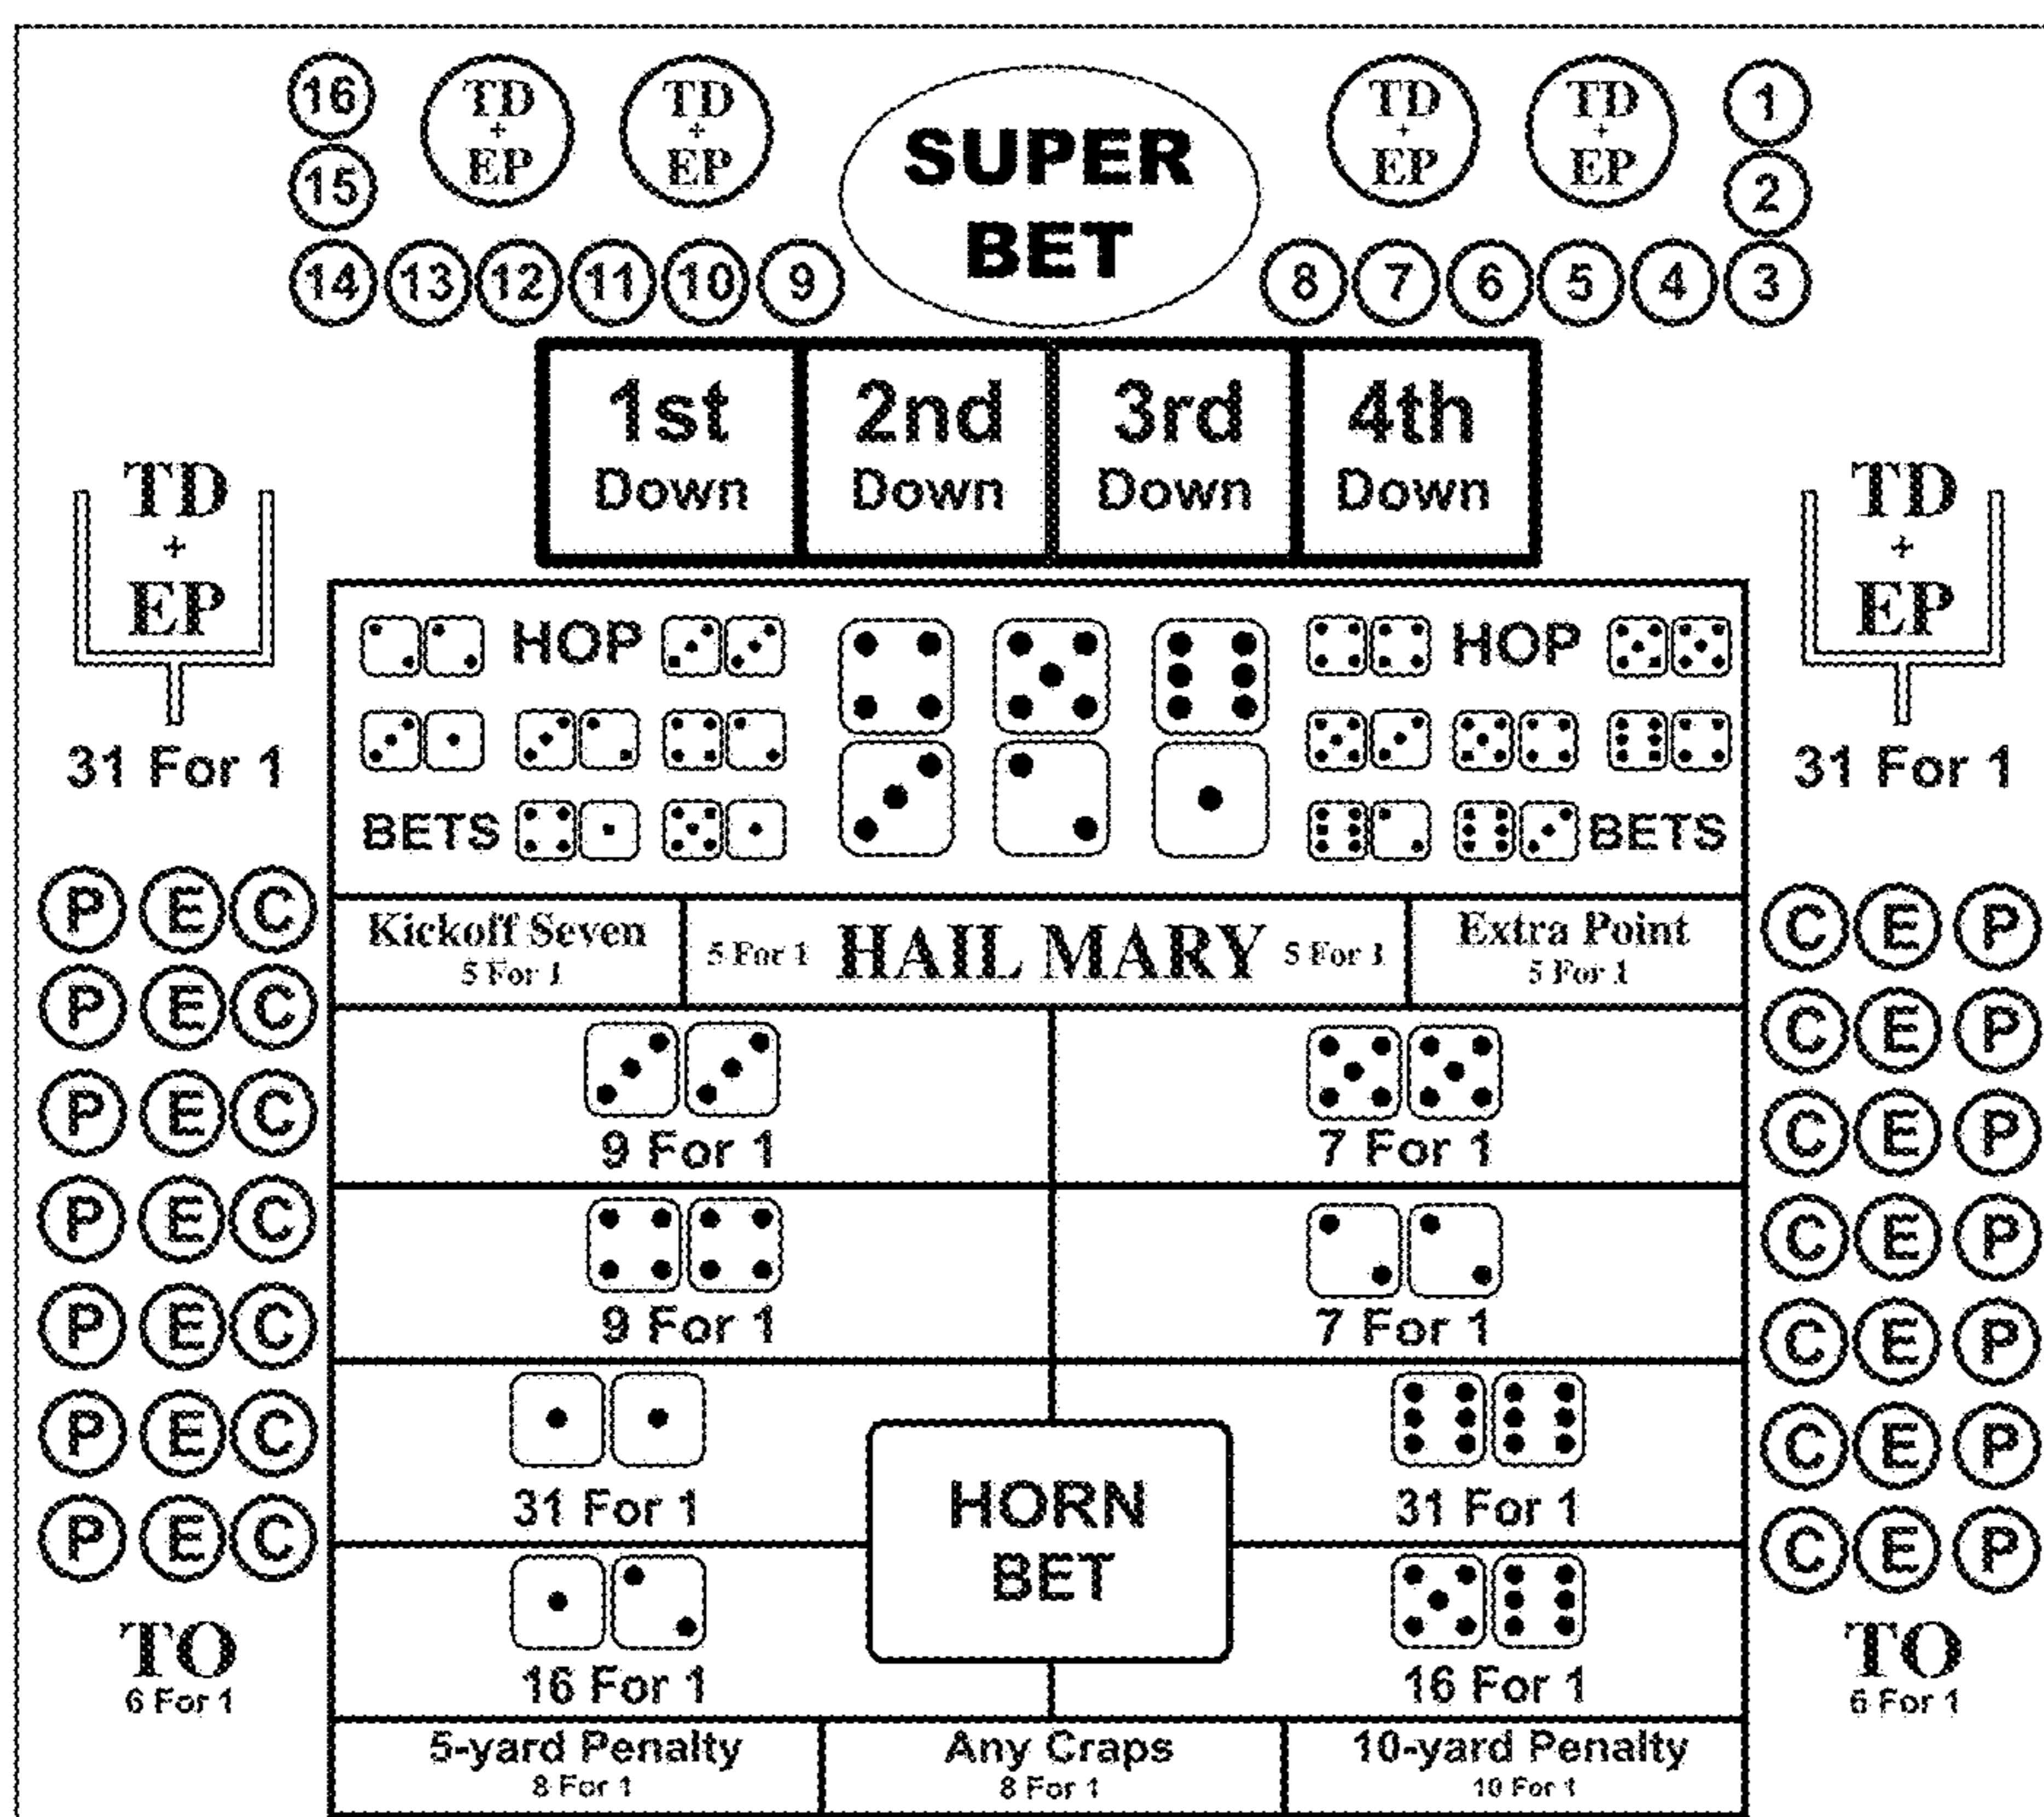 16 TD TD SUPER TD TD 1
+ + + +
EP EP EP EP
15 BET 2
14 13 12 11 10 9 8 7 6 5 4 3
1st 2nd 3rd 4th
Down Down Down Down
TD
+
EP
31 For 1
TD
+
EP
31 For 1
HOP HOP
BETS BETS
Kickoff Seven
5 For 1
5 For 1 HAIL MARY 5 For 1
Extra Point
5 For 1
9 For 1 7 For 1
9 For 1 7 For 1
31 For 1 31 For 1
HORN
BET
16 For 1 16 For 1
5-yard Penalty
8 For 1
Any Craps
8 For 1
10-yard Penalty
10 For 1
P E C C E P
P E C C E P
P E C C E P
P E C C E P
P E C C E P
P E C C E P
P E C C E P
TO
6 For 1
TO
6 For 1